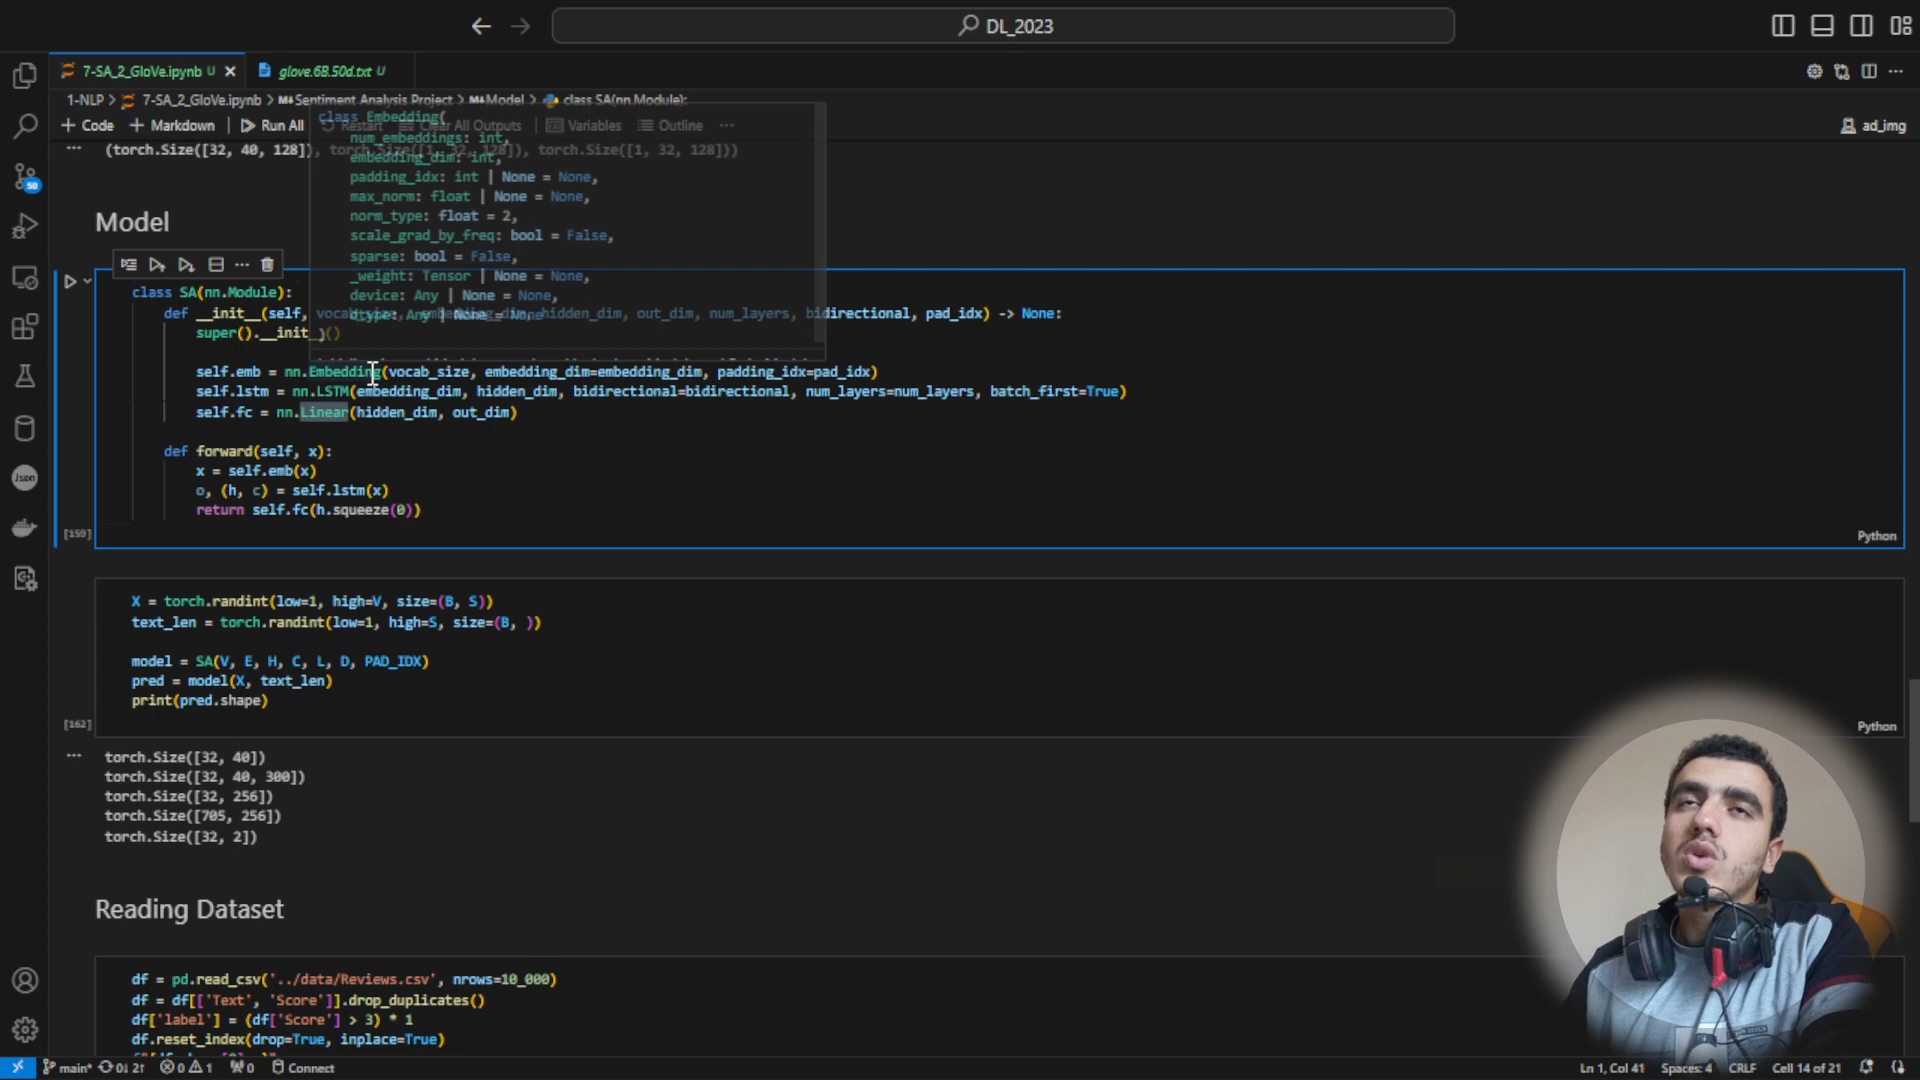 DL_2023
7-SA_2_GloVe.ipynb U
glove.6B.50d.txt U
1-NLP > 7-SA_2_GloVe.ipynb > M↓Sentiment Analysis Project > M↓Model > class SA(nn.Module):
+ Code + Markdown Run All Restart Clear All Outputs Variables Outline ...
ad_img
(torch.Size([32, 40, 128]), torch.Size([1, 32, 128]), torch.Size([1, 32, 128]))
class Embedding(
num_embeddings: int,
embedding_dim: int,
padding_idx: int | None = None,
max_norm: float | None = None,
norm_type: float = 2,
scale_grad_by_freq: bool = False,
sparse: bool = False,
_weight: Tensor | None = None,
device: Any | None = None,
dtype: Any | None = None
)
Model
class SA(nn.Module):
def __init__(self, vocab_size, embedding_dim, hidden_dim, out_dim, num_layers, bidirectional, pad_idx) -> None:
super().__init__()
self.emb = nn.Embedding(vocab_size, embedding_dim=embedding_dim, padding_idx=pad_idx)
self.lstm = nn.LSTM(embedding_dim, hidden_dim, bidirectional=bidirectional, num_layers=num_layers, batch_first=True)
self.fc = nn.Linear(hidden_dim, out_dim)
def forward(self, x):
x = self.emb(x)
o, (h, c) = self.lstm(x)
return self.fc(h.squeeze(0))
[159]
Python
X = torch.randint(low=1, high=V, size=(B, S))
text_len = torch.randint(low=1, high=S, size=(B, ))
model = SA(V, E, H, C, L, D, PAD_IDX)
pred = model(X, text_len)
print(pred.shape)
[162]
Python
torch.Size([32, 40])
torch.Size([32, 40, 300])
torch.Size([32, 256])
torch.Size([705, 256])
torch.Size([32, 2])
Reading Dataset
df = pd.read_csv('../data/Reviews.csv', nrows=10_000)
df = df[['Text', 'Score']].drop_duplicates()
df['label'] = (df['Score'] > 3) * 1
df.reset_index(drop=True, inplace=True)
50
Json
main* 0↓ 2↑ 0 1 0 Connect
Ln 1, Col 41 Spaces: 4 CRLF Cell 14 of 21